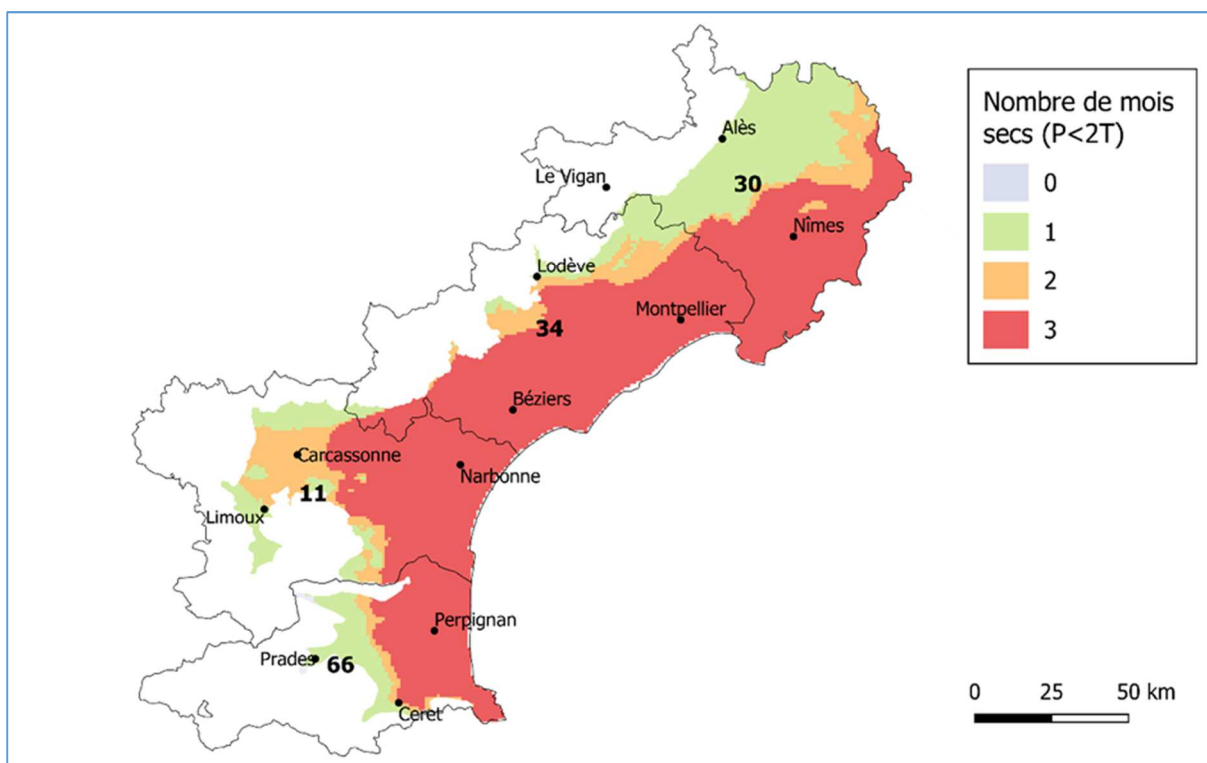 Nombre de mois
secs (P<2T)
0
1
2
3
Alès
Le Vigan
30
Nîmes
Lodève
Montpellier
34
Béziers
Carcassonne
Narbonne
11
Limoux
Perpignan
Prades
66
Ceret
0 25 50 km